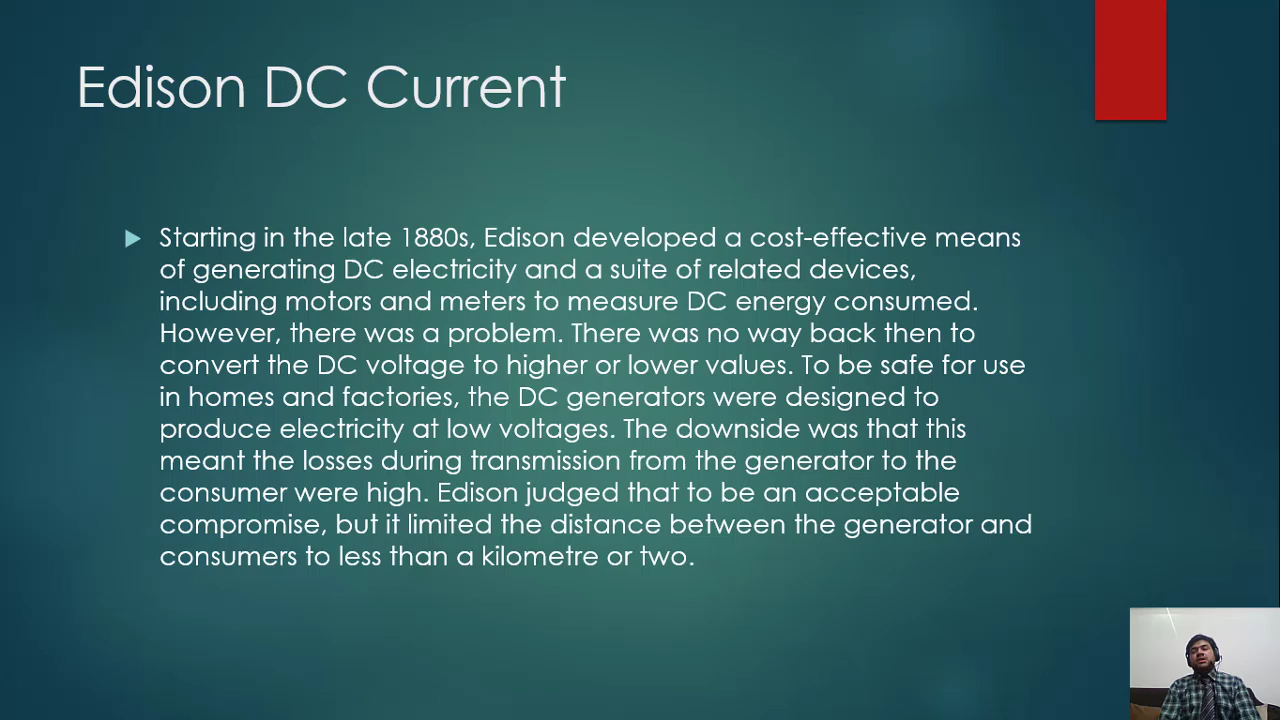 Edison DC Current
Starting in the late 1880s, Edison developed a cost-effective means
of generating DC electricity and a suite of related devices,
including motors and meters to measure DC energy consumed.
However, there was a problem. There was no way back then to
convert the DC voltage to higher or lower values. To be safe for use
in homes and factories, the DC generators were designed to
produce electricity at low voltages. The downside was that this
meant the losses during transmission from the generator to the
consumer were high. Edison judged that to be an acceptable
compromise, but it limited the distance between the generator and
consumers to less than a kilometre or two.